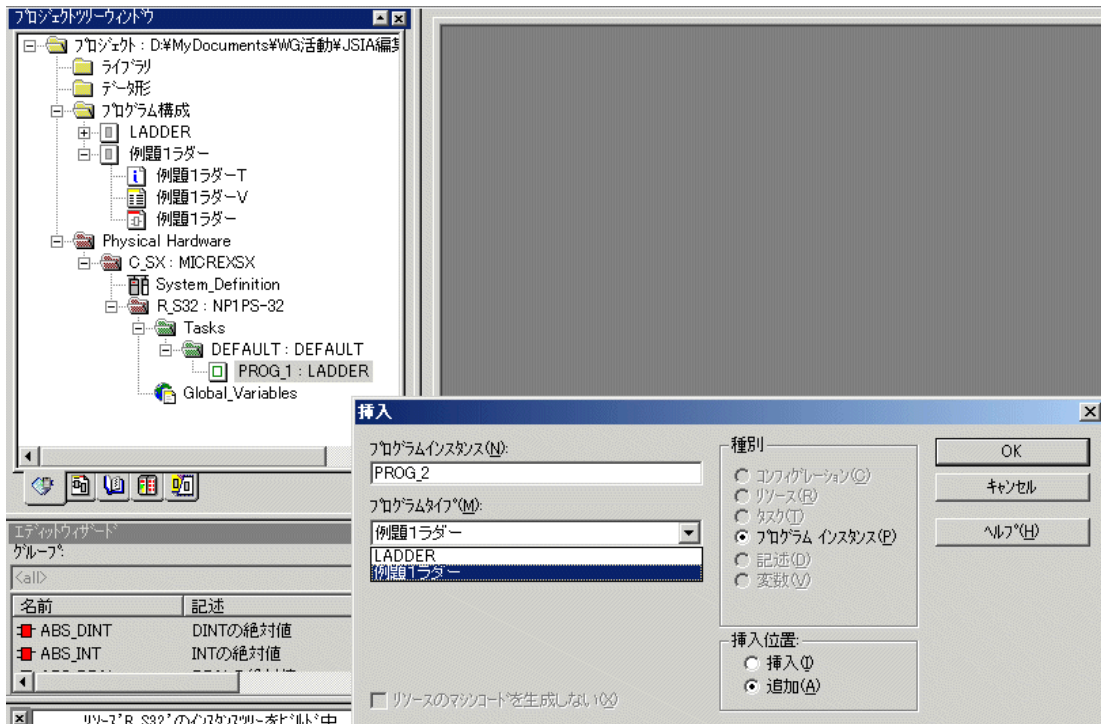 プロジェクトツリーウィンドウ
プロジェクト : D:¥MyDocuments¥WG活動¥JSIA編集
ライブラリ
データ形
プログラム構成
LADDER
例題1ラダー
例題1ラダーT
例題1ラダーV
例題1ラダー
Physical Hardware
C_SX : MICREXSX
System_Definition
R_S32 : NP1PS-32
Tasks
DEFAULT : DEFAULT
PROG_1 : LADDER
Global_Variables
エディットウィザード
グループ:
<all>
名前 記述
ABS_DINT DINTの絶対値
ABS_INT INTの絶対値
リソース'R_S32'のインスタンスツリーをビルド中
挿入
プログラムインスタンス(N):
PROG_2
プログラムタイプ(M):
例題1ラダー
LADDER
例題1ラダー
リソースのマシンコードを生成しない(X)
種別
コンフィグレーション(C)
リソース(R)
タスク(T)
プログラム インスタンス(P)
記述(D)
変数(V)
挿入位置:
挿入(I)
追加(A)
OK
キャンセル
ヘルプ(H)